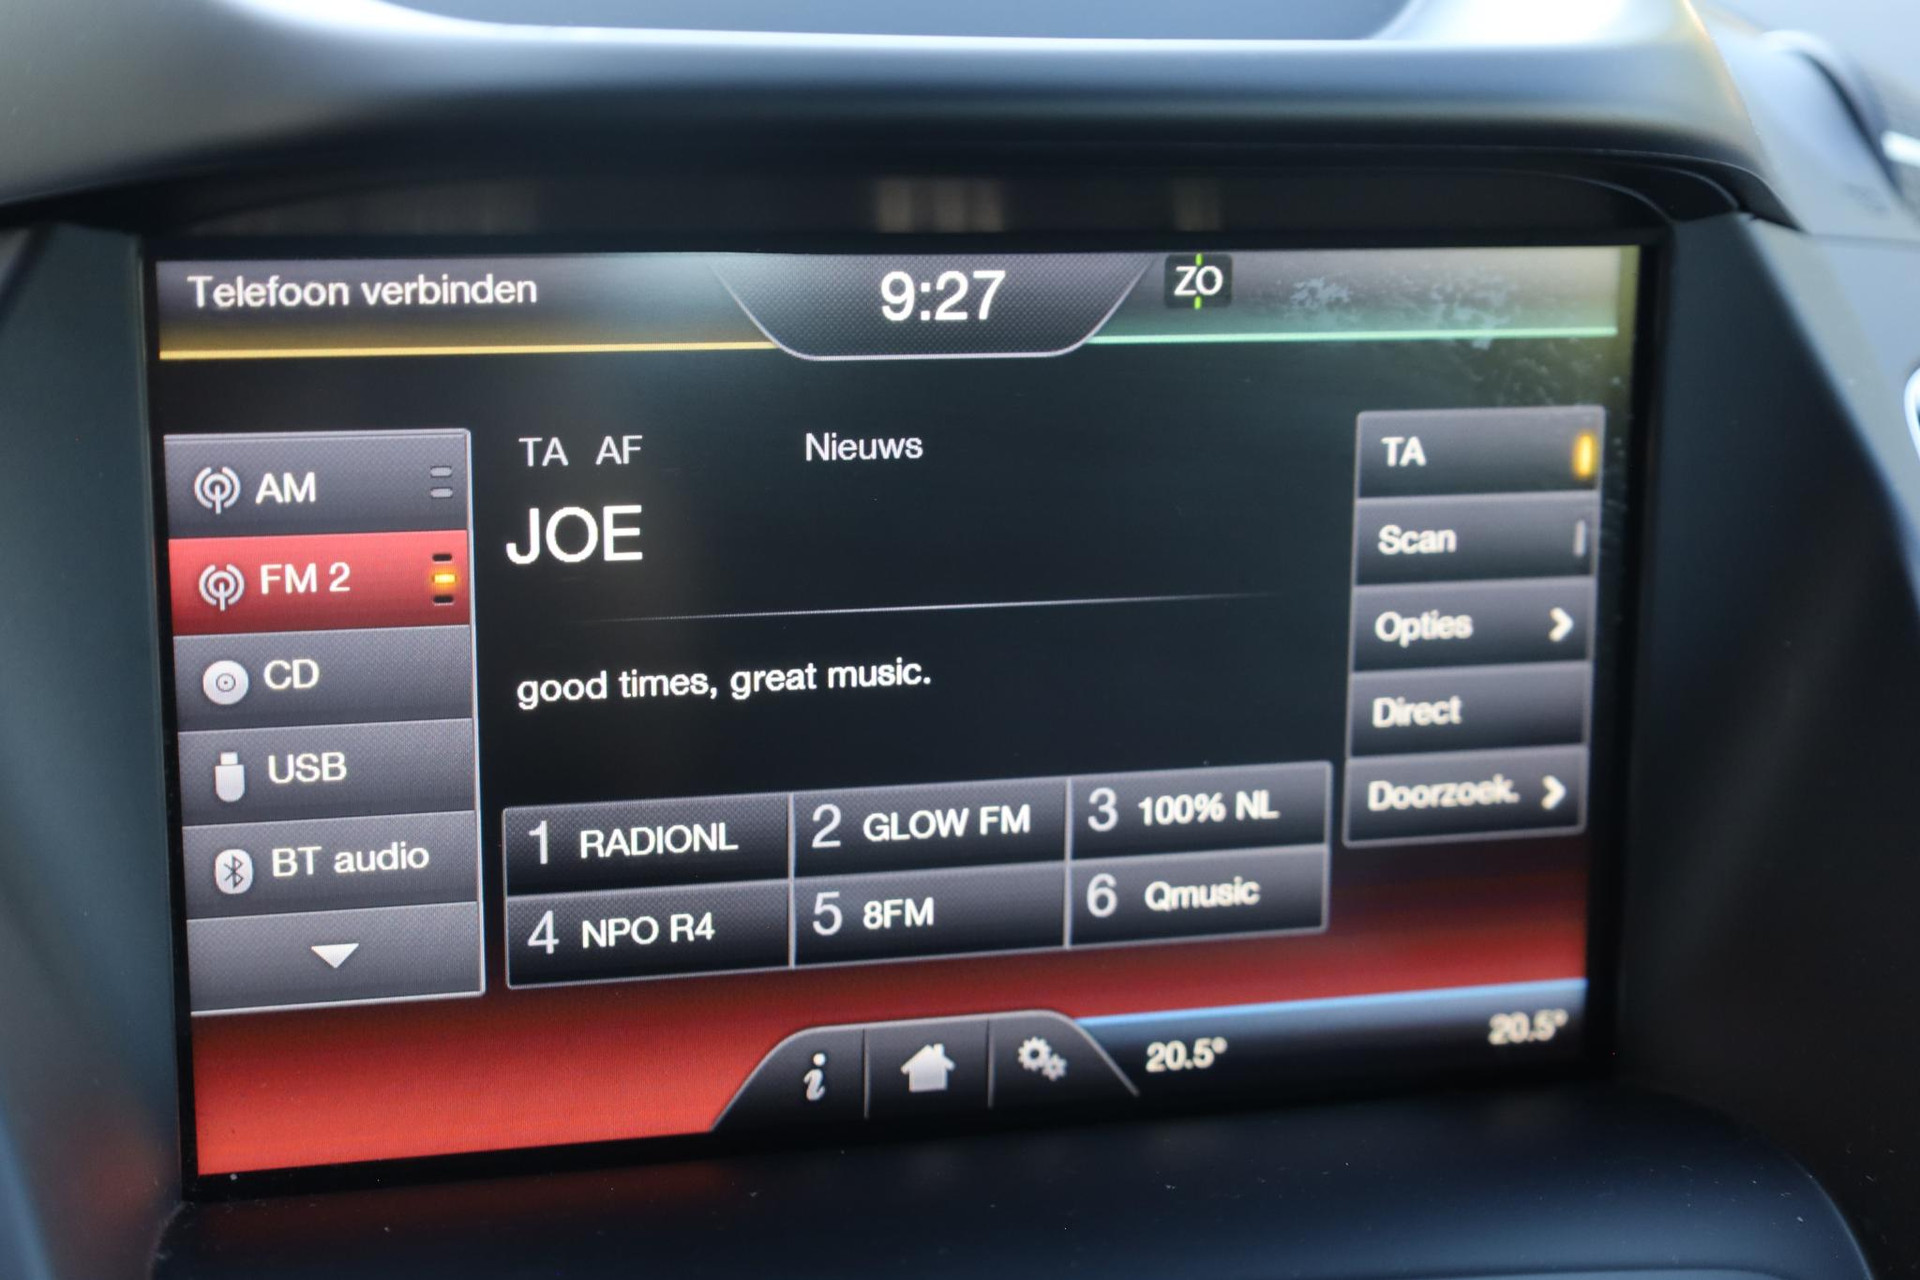 Telefoon verbinden
9:27
ZO
AM
FM 2
CD
USB
BT audio
TA AF Nieuws
JOE
good times, great music.
1 RADIONL
2 GLOW FM
3 100% NL
4 NPO R4
5 8FM
6 Qmusic
TA
Scan
Opties
Direct
Doorzoek.
i
20.5°
20.5°